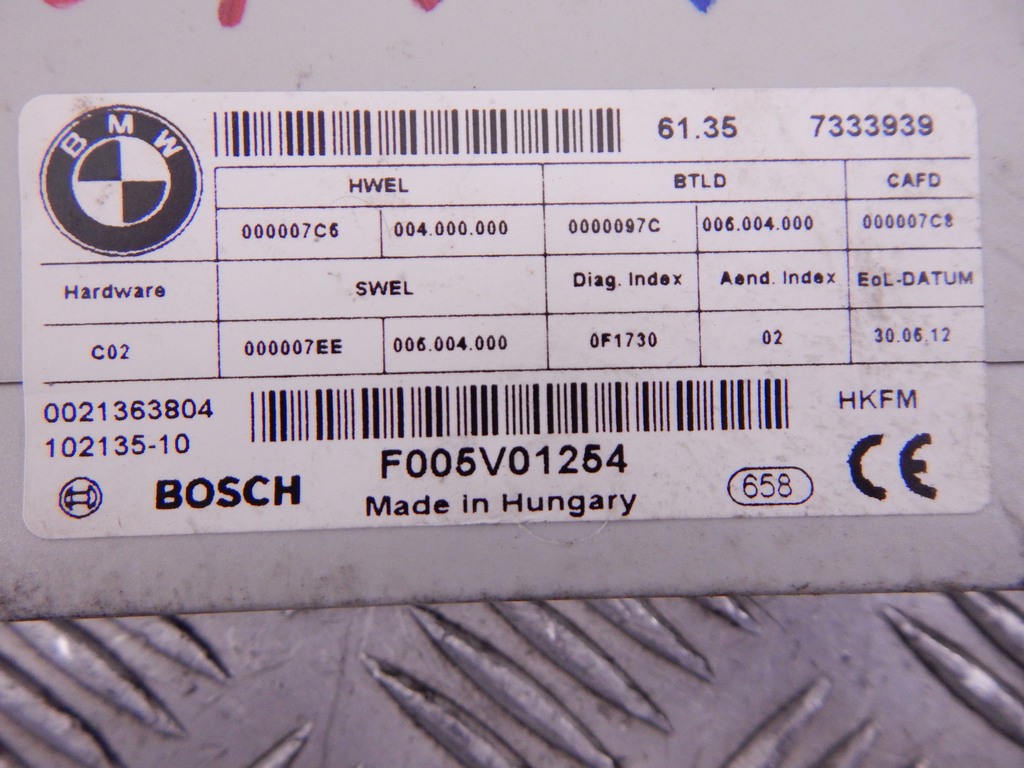 BMW
61.35 7333939
HWEL BTLD CAFD
000007C6 004.000.000 0000097C 006.004.000 000007C8
Hardware SWEL Diag. Index Aend. Index EoL-DATUM
C02 000007EE 006.004.000 0F1730 02 30.06.12
0021363804 HKFM
102135-10
F005V01254
BOSCH Made in Hungary 658 CE